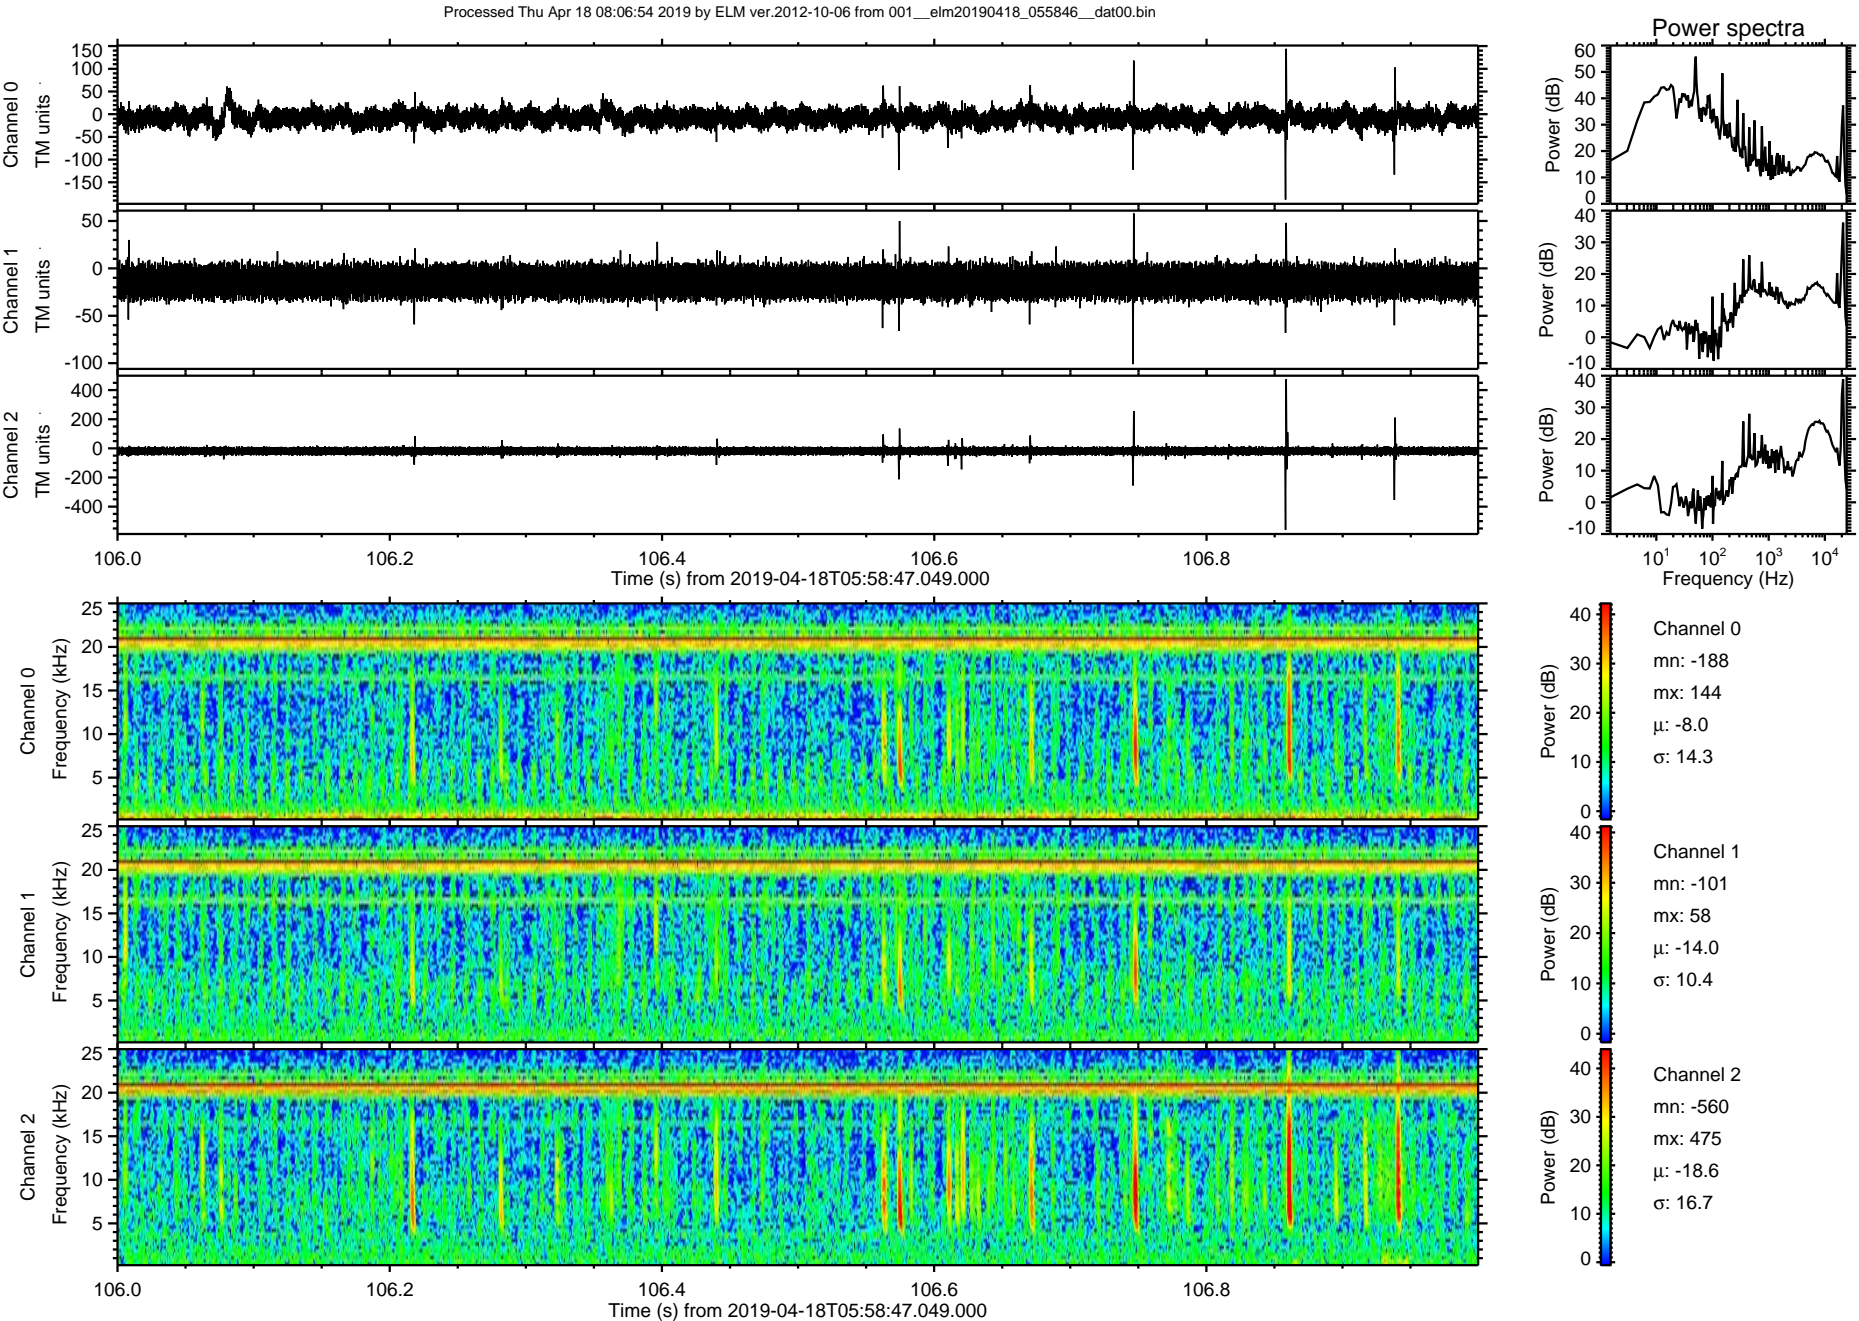 Processed Thu Apr 18 08:06:54 2019 by ELM ver.2012-10-06 from 001__elm20190418_055846__dat00.bin
Power spectra
Channel 0
TM units
150
100
50
0
-50
-100
-150
Power (dB)
60
50
40
30
20
10
0
Channel 1
TM units
50
0
-50
-100
Power (dB)
40
30
20
10
0
-10
Channel 2
TM units
400
200
0
-200
-400
Power (dB)
40
30
20
10
0
-10
106.0 106.2 106.4 106.6 106.8
Time (s) from 2019-04-18T05:58:47.049.000
10^1 10^2 10^3 10^4
Frequency (Hz)
Channel 0
Frequency (kHz)
25
20
15
10
5
Power (dB)
40
30
20
10
0
Channel 0
mn: -188
mx: 144
μ: -8.0
σ: 14.3
Channel 1
Frequency (kHz)
25
20
15
10
5
Power (dB)
40
30
20
10
0
Channel 1
mn: -101
mx: 58
μ: -14.0
σ: 10.4
Channel 2
Frequency (kHz)
25
20
15
10
5
Power (dB)
40
30
20
10
0
Channel 2
mn: -560
mx: 475
μ: -18.6
σ: 16.7
106.0 106.2 106.4 106.6 106.8
Time (s) from 2019-04-18T05:58:47.049.000